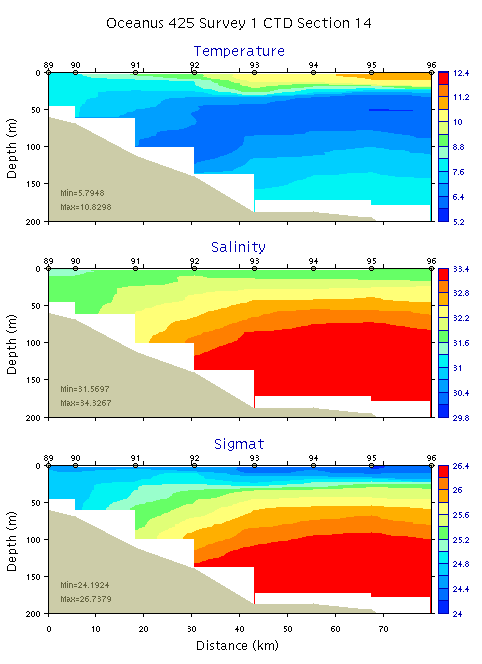 Oceanus 425 Survey 1 CTD Section 14
Temperature
89 90 91 92 93 94 95 96
0
50
100
150
200
Depth (m)
Min=5.7948
Max=10.8298
12.4
11.2
10
8.8
7.6
6.4
5.2
Salinity
89 90 91 92 93 94 95 96
0
50
100
150
200
Depth (m)
Min=31.5697
Max=34.3267
33.4
32.8
32.2
31.6
31
30.4
29.8
Sigmat
89 90 91 92 93 94 95 96
0
50
100
150
200
Depth (m)
Min=24.1924
Max=26.7379
26.4
26
25.6
25.2
24.8
24.4
24
0 10 20 30 40 50 60 70
Distance (km)